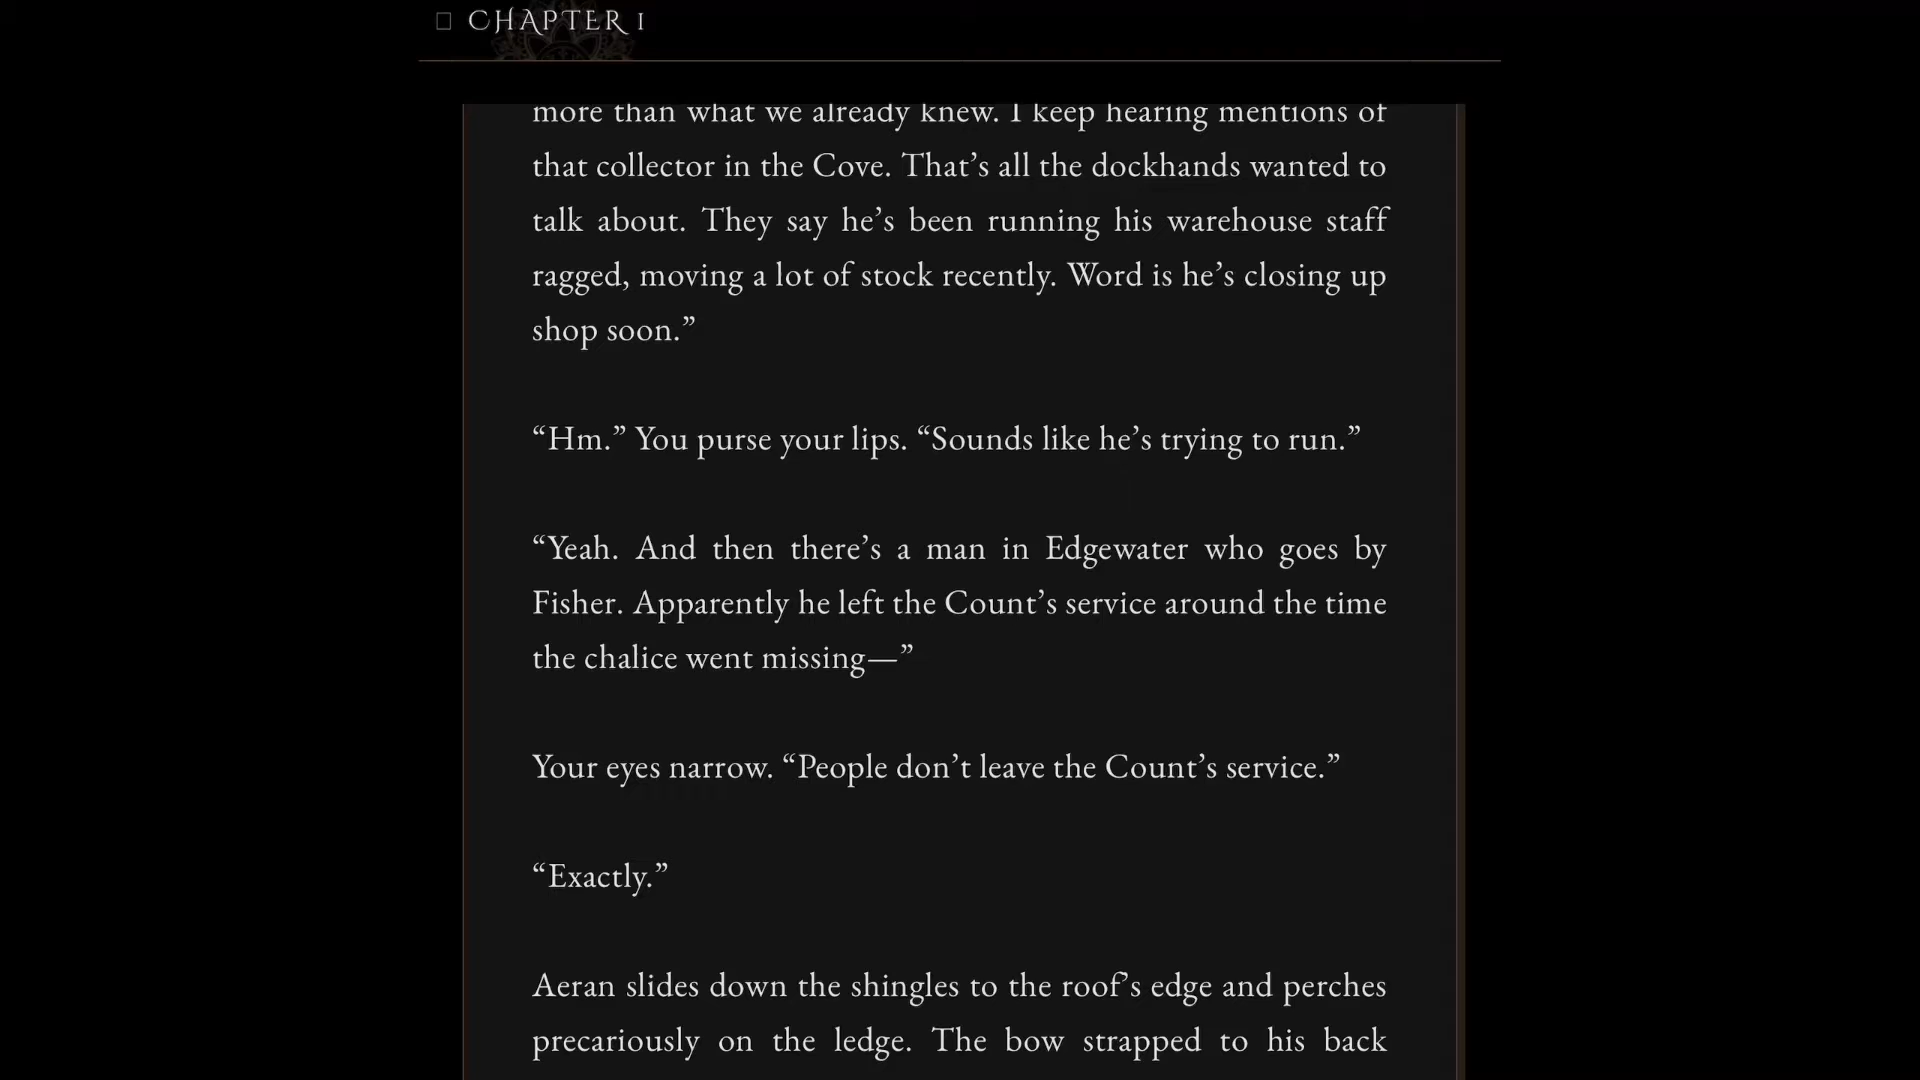 CHAPTER I
more than what we already knew. I keep hearing mentions of
that collector in the Cove. That’s all the dockhands wanted to
talk about. They say he’s been running his warehouse staff
ragged, moving a lot of stock recently. Word is he’s closing up
shop soon.”
“Hm.” You purse your lips. “Sounds like he’s trying to run.”
“Yeah. And then there’s a man in Edgewater who goes by
Fisher. Apparently he left the Count’s service around the time
the chalice went missing—”
Your eyes narrow. “People don’t leave the Count’s service.”
“Exactly.”
Aeran slides down the shingles to the roof’s edge and perches
precariously on the ledge. The bow strapped to his back